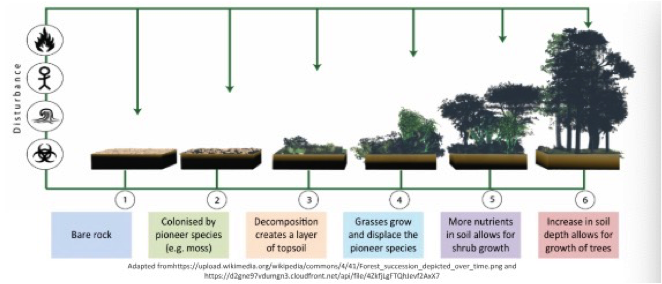 Disturbance
1
2
3
4
5
6
Bare rock
Colonised by
pioneer species
(e.g. moss)
Decomposition
creates a layer
of topsoil
Grasses grow
and displace the
pioneer species
More nutrients
in soil allows for
shrub growth
Increase in soil
depth allows for
growth of trees
Adapted fromhttps://upload.wikimedia.org/wikipedia/commons/4/41/Forest_succession_depicted_over_time.png and